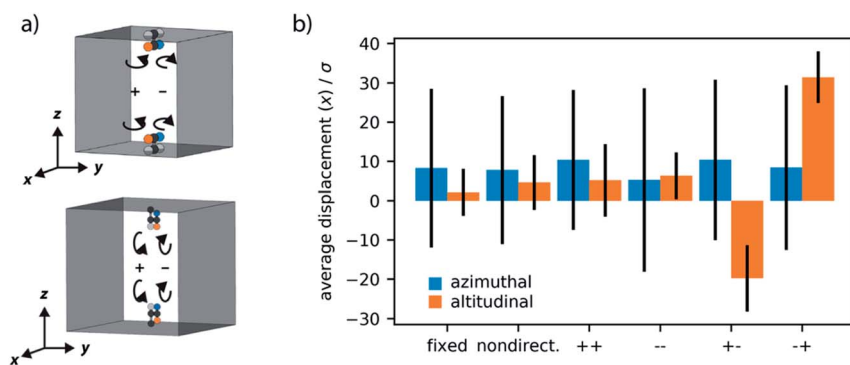 a)
+ −
z
x
y
+ −
z
x
y
b)
average displacement (x) / σ
40
30
20
10
0
−10
−20
−30
azimuthal
altitudinal
fixed nondirect. ++ -- +- -+